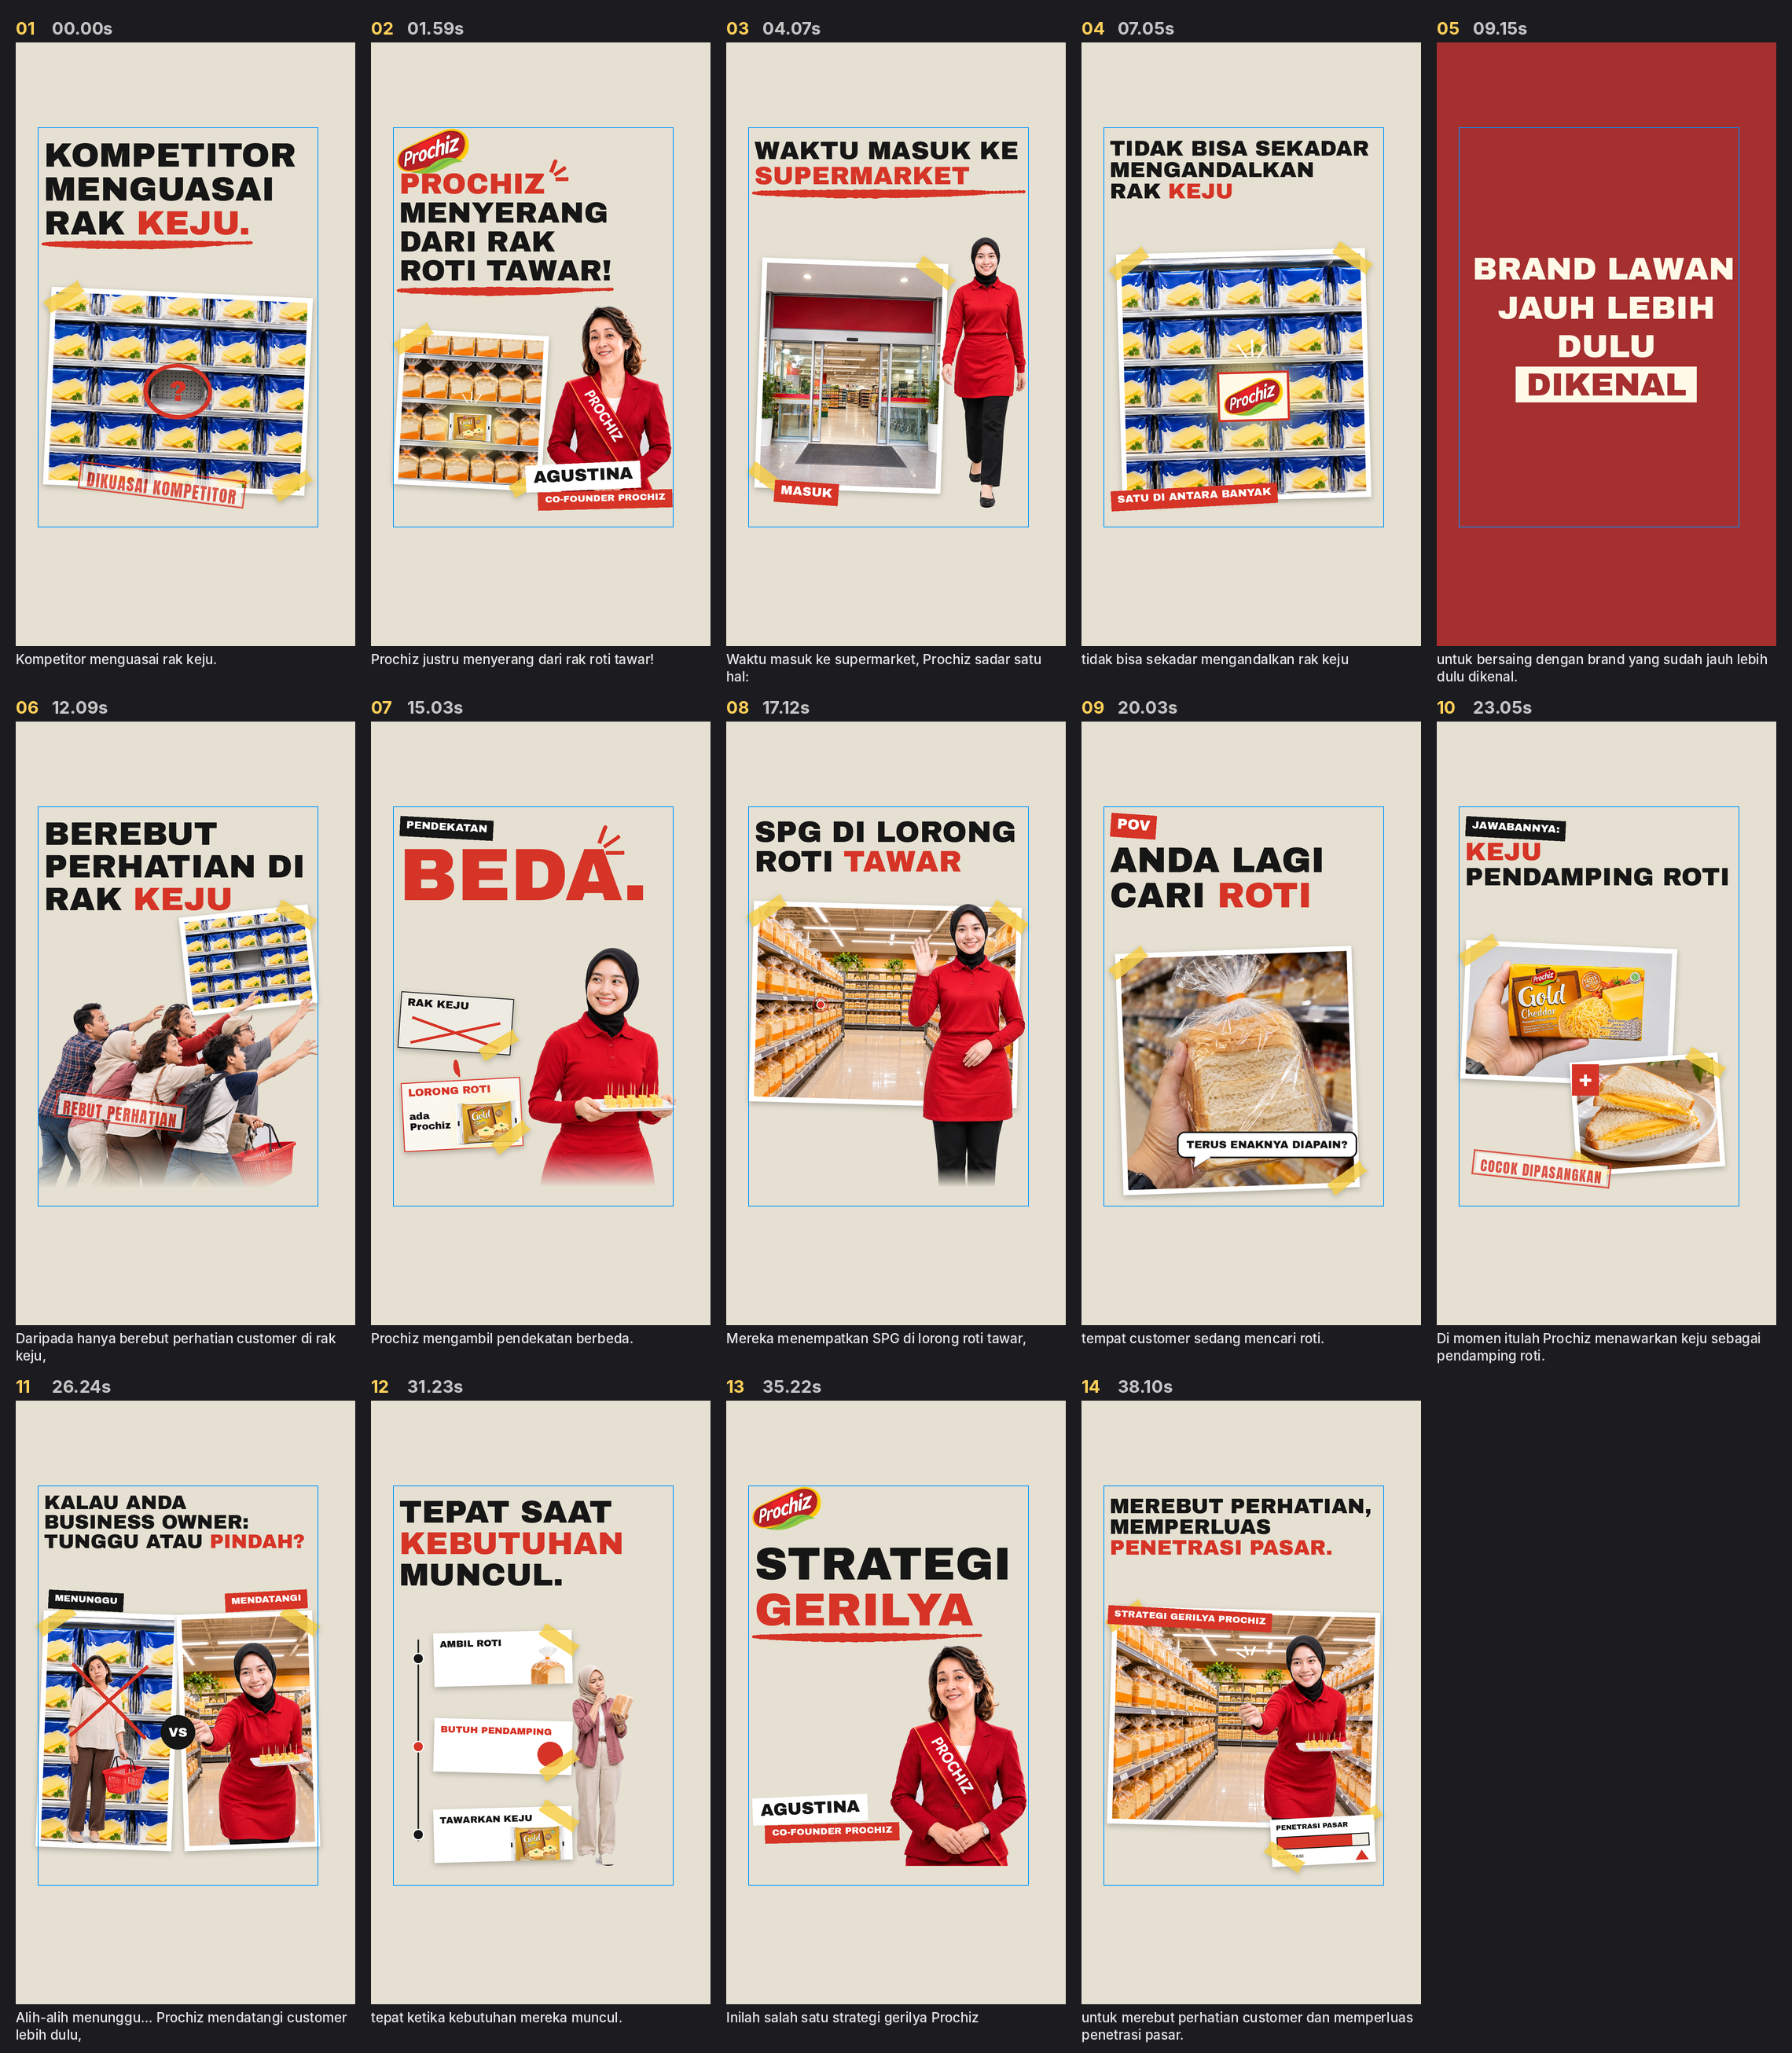 01 00.00s
KOMPETITOR
MENGUASAI
RAK KEJU.
?
DIKUASAI KOMPETITOR
Kompetitor menguasai rak keju.
02 01.59s
Prochiz
PROCHIZ
MENYERANG
DARI RAK
ROTI TAWAR!
Gold
PROCHIZ
AGUSTINA
CO-FOUNDER PROCHIZ
Prochiz justru menyerang dari rak roti tawar!
03 04.07s
WAKTU MASUK KE
SUPERMARKET
MASUK
Waktu masuk ke supermarket, Prochiz sadar satu
hal:
04 07.05s
TIDAK BISA SEKADAR
MENGANDALKAN
RAK KEJU
Prochiz
SATU DI ANTARA BANYAK
tidak bisa sekadar mengandalkan rak keju
05 09.15s
BRAND LAWAN
JAUH LEBIH
DULU
DIKENAL
untuk bersaing dengan brand yang sudah jauh lebih
dulu dikenal.
06 12.09s
BEREBUT
PERHATIAN DI
RAK KEJU
REBUT PERHATIAN
Daripada hanya berebut perhatian customer di rak
keju,
07 15.03s
PENDEKATAN
BEDA.
RAK KEJU
LORONG ROTI
ada
Prochiz
Gold
Prochiz mengambil pendekatan berbeda.
08 17.12s
SPG DI LORONG
ROTI TAWAR
Mereka menempatkan SPG di lorong roti tawar,
09 20.03s
POV
ANDA LAGI
CARI ROTI
TERUS ENAKNYA DIAPAIN?
tempat customer sedang mencari roti.
10 23.05s
JAWABANNYA:
KEJU
PENDAMPING ROTI
Prochiz
Gold
Cheddar
+
COCOK DIPASANGKAN
Di momen itulah Prochiz menawarkan keju sebagai
pendamping roti.
11 26.24s
KALAU ANDA
BUSINESS OWNER:
TUNGGU ATAU PINDAH?
MENUNGGU
MENDATANGI
VS
Alih-alih menunggu... Prochiz mendatangi customer
lebih dulu,
12 31.23s
TEPAT SAAT
KEBUTUHAN
MUNCUL.
AMBIL ROTI
BUTUH PENDAMPING
TAWARKAN KEJU
Gold
tepat ketika kebutuhan mereka muncul.
13 35.22s
Prochiz
STRATEGI
GERILYA
PROCHIZ
AGUSTINA
CO-FOUNDER PROCHIZ
Inilah salah satu strategi gerilya Prochiz
14 38.10s
MEREBUT PERHATIAN,
MEMPERLUAS
PENETRASI PASAR.
STRATEGI GERILYA PROCHIZ
PENETRASI PASAR
untuk merebut perhatian customer dan memperluas
penetrasi pasar.